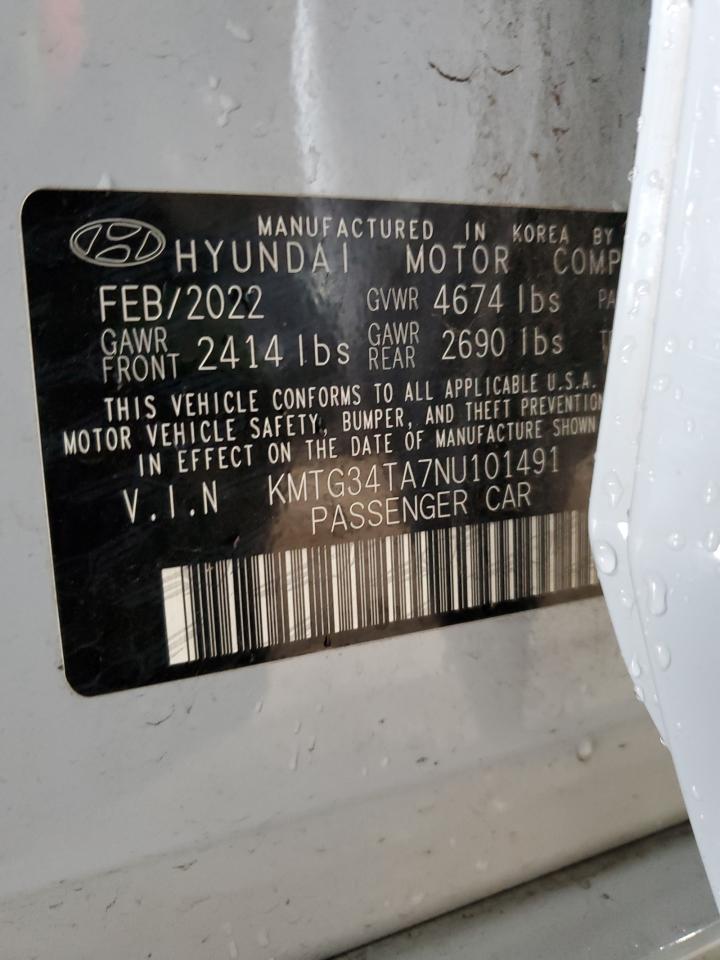 MANUFACTURED IN KOREA BY
HYUNDAI MOTOR COMP
FEB/2022 GVWR 4674 lbs PA
GAWR FRONT 2414 lbs GAWR REAR 2690 lbs
THIS VEHICLE CONFORMS TO ALL APPLICABLE U.S.A.
MOTOR VEHICLE SAFETY, BUMPER, AND THEFT PREVENTION
IN EFFECT ON THE DATE OF MANUFACTURE SHOWN
V.I.N KMTG34TA7NU101491
PASSENGER CAR